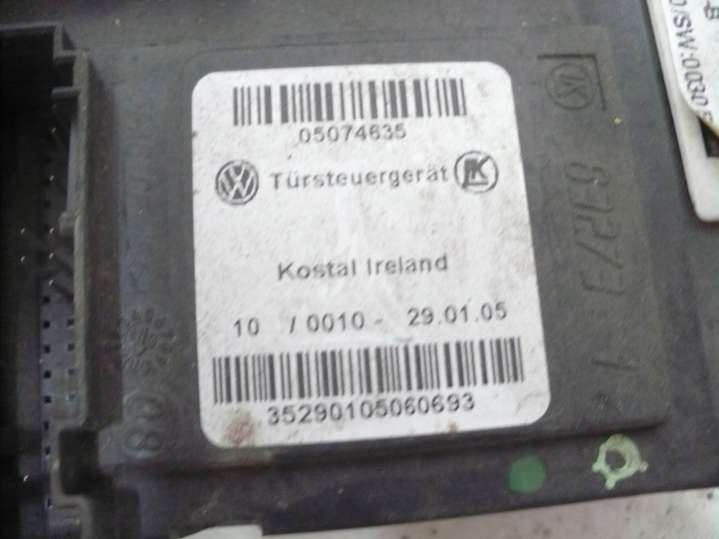 05074635
Türsteuergerät
Kostal Ireland
10 / 0010 - 29.01.05
35290105060693